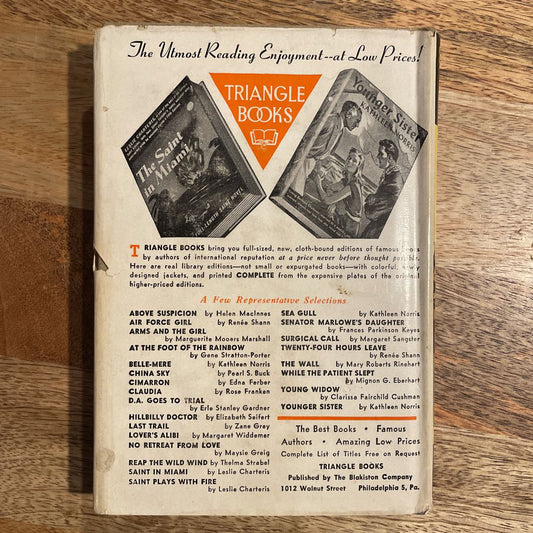 The Utmost Reading Enjoyment--at Low Prices!
TRIANGLE
BOOKS
The Saint
in Miami
Younger Sister
KATHLEEN NORRIS
TRIANGLE BOOKS bring you full-sized, new, cloth-bound editions of famous books
by authors of international reputation at a price never before thought possible.
Here are real library editions—not small or expurgated books—with colorful, newly
designed jackets, and printed COMPLETE from the expensive plates of the original
higher-priced editions.
A Few Representative Selections
ABOVE SUSPICION by Helen MacInnes
AIR FORCE GIRL by Renée Shann
ARMS AND THE GIRL
by Marguerite Mooers Marshall
AT THE FOOT OF THE RAINBOW
by Gene Stratton-Porter
BELLE-MERE by Kathleen Norris
CHINA SKY by Pearl S. Buck
CIMARRON by Edna Ferber
CLAUDIA by Rose Franken
D.A. GOES TO TRIAL
by Erle Stanley Gardner
HILLBILLY DOCTOR by Elizabeth Seifert
LAST TRAIL by Zane Grey
LOVER'S ALIBI by Margaret Widdemer
NO RETREAT FROM LOVE
by Maysie Greig
REAP THE WILD WIND by Thelma Strabel
SAINT IN MIAMI by Leslie Charteris
SAINT PLAYS WITH FIRE
by Leslie Charteris
SEA GULL by Kathleen Norris
SENATOR MARLOWE'S DAUGHTER
by Frances Parkinson Keyes
SURGICAL CALL by Margaret Sangster
TWENTY-FOUR HOURS LEAVE
by Renée Shann
THE WALL by Mary Roberts Rinehart
WHILE THE PATIENT SLEPT
by Mignon G. Eberhart
YOUNG WIDOW
by Clarissa Fairchild Cushman
YOUNGER SISTER by Kathleen Norris
The Best Books • Famous
Authors • Amazing Low Prices
Complete List of Titles Free on Request
TRIANGLE BOOKS
Published by The Blakiston Company
1012 Walnut Street Philadelphia 5, Pa.